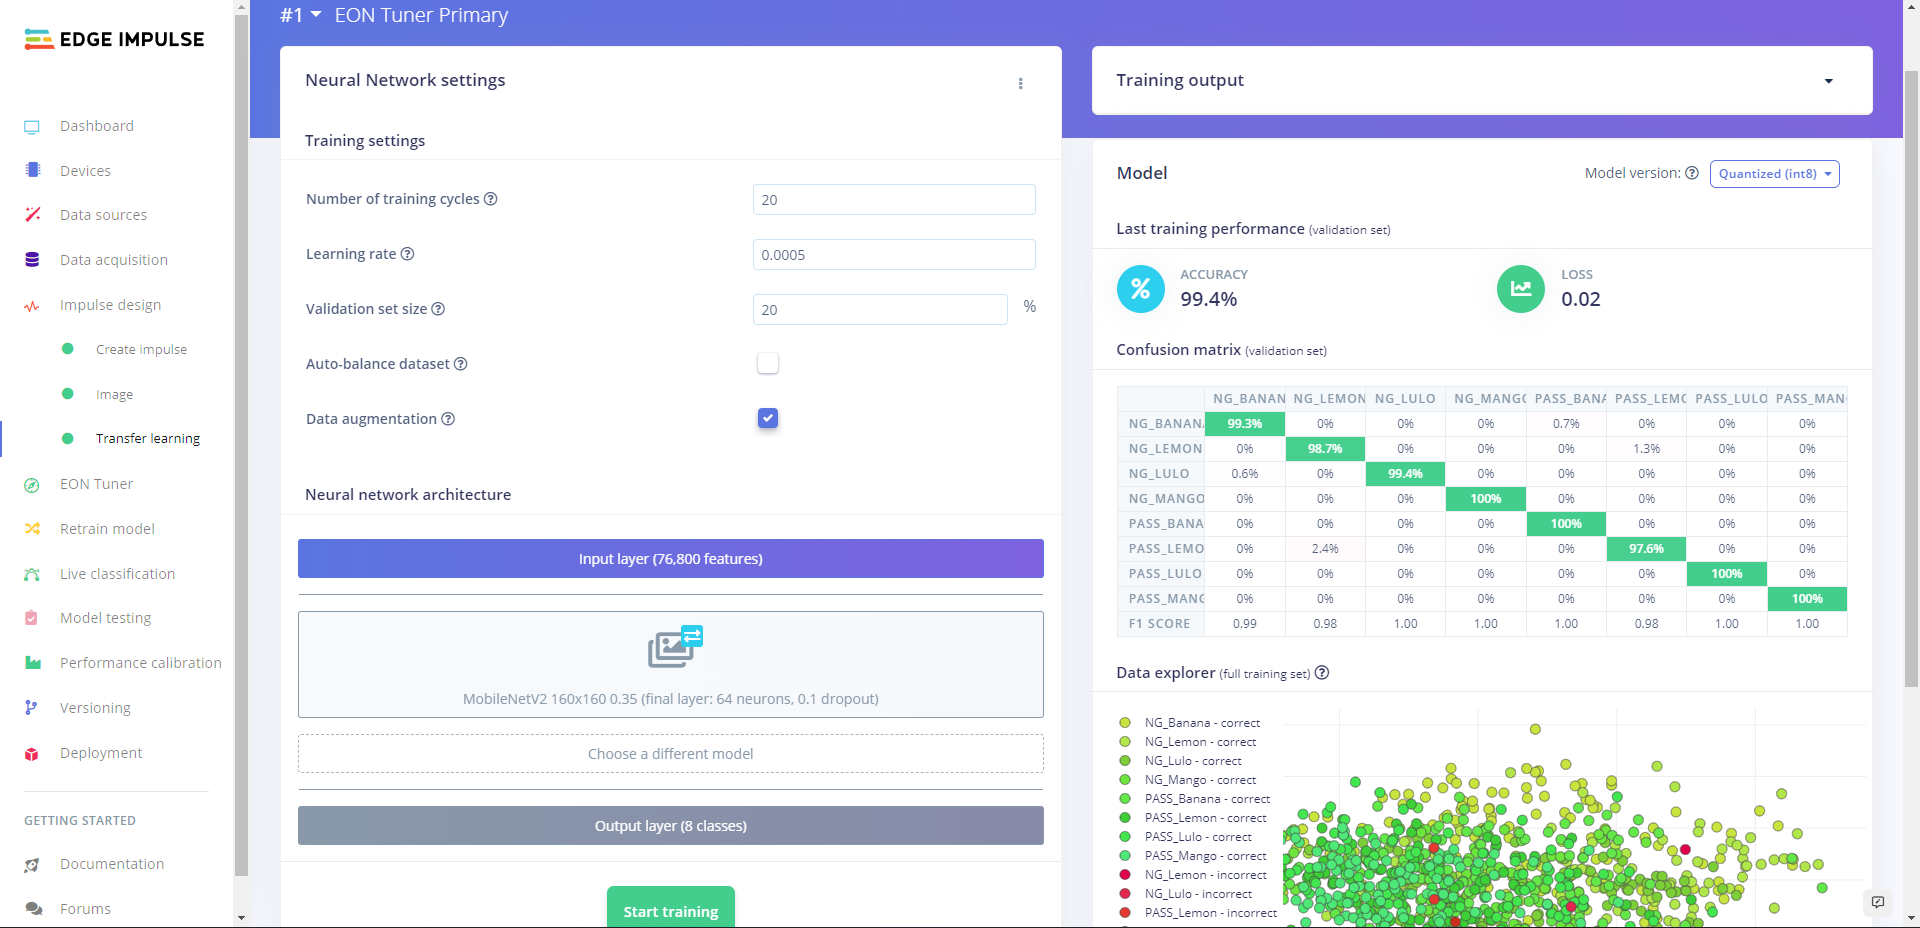 EDGE IMPULSE
Dashboard
Devices
Data sources
Data acquisition
Impulse design
Create impulse
Image
Transfer learning
EON Tuner
Retrain model
Live classification
Model testing
Performance calibration
Versioning
Deployment
GETTING STARTED
Documentation
Forums
#1 EON Tuner Primary
Neural Network settings
Training settings
Number of training cycles ? 20
Learning rate ? 0.0005
Validation set size ? 20 %
Auto-balance dataset ?
Data augmentation ?
Neural network architecture
Input layer (76,800 features)
MobileNetV2 160x160 0.35 (final layer: 64 neurons, 0.1 dropout)
Choose a different model
Output layer (8 classes)
Start training
Training output
Model
Model version: ? Quantized (int8)
Last training performance (validation set)
% ACCURACY
99.4%
LOSS
0.02
Confusion matrix (validation set)
NG_BANAN NG_LEMON NG_LULO NG_MANGO PASS_BANA PASS_LEMO PASS_LULO PASS_MAN
NG_BANAN 99.3% 0% 0% 0% 0.7% 0% 0% 0%
NG_LEMON 0% 98.7% 0% 0% 0% 1.3% 0% 0%
NG_LULO 0.6% 0% 99.4% 0% 0% 0% 0% 0%
NG_MANGO 0% 0% 0% 100% 0% 0% 0% 0%
PASS_BANA 0% 0% 0% 0% 100% 0% 0% 0%
PASS_LEMO 0% 2.4% 0% 0% 0% 97.6% 0% 0%
PASS_LULO 0% 0% 0% 0% 0% 0% 100% 0%
PASS_MANG 0% 0% 0% 0% 0% 0% 0% 100%
F1 SCORE 0.99 0.98 1.00 1.00 1.00 0.98 1.00 1.00
Data explorer (full training set) ?
NG_Banana - correct
NG_Lemon - correct
NG_Lulo - correct
NG_Mango - correct
PASS_Banana - correct
PASS_Lemon - correct
PASS_Lulo - correct
PASS_Mango - correct
NG_Lemon - incorrect
NG_Lulo - incorrect
PASS_Lemon - incorrect